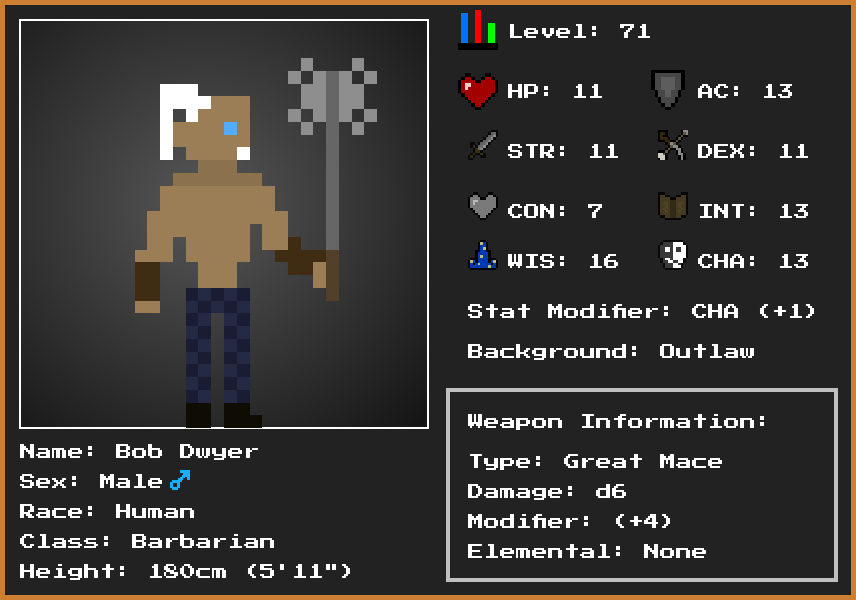 Level: 71
HP: 11
AC: 13
STR: 11
DEX: 11
CON: 7
INT: 13
WIS: 16
CHA: 13
Stat Modifier: CHA (+1)
Background: Outlaw
Weapon Information:
Type: Great Mace
Damage: d6
Modifier: (+4)
Elemental: None
Name: Bob Dwyer
Sex: Male ♂
Race: Human
Class: Barbarian
Height: 180cm (5'11")